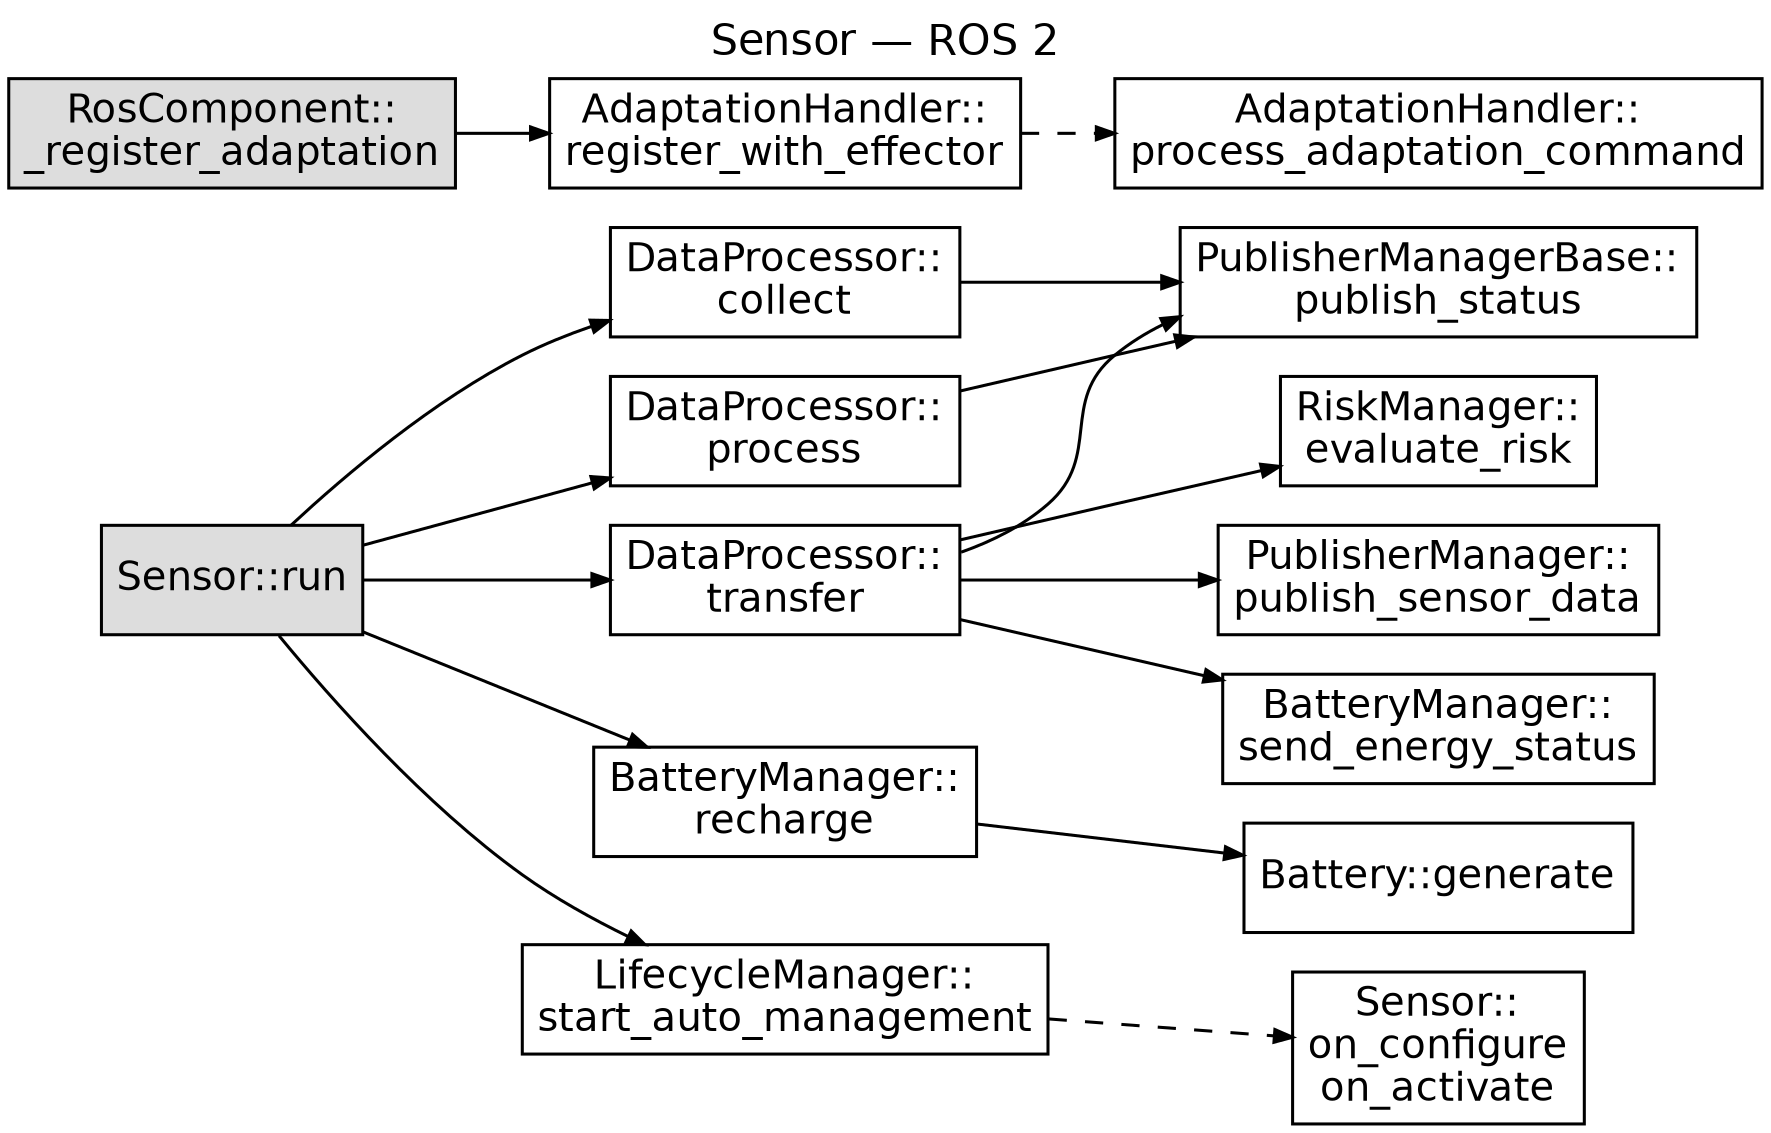 Sensor — ROS 2
RosComponent::
_register_adaptation
AdaptationHandler::
register_with_effector
AdaptationHandler::
process_adaptation_command
DataProcessor::
collect
PublisherManagerBase::
publish_status
DataProcessor::
process
RiskManager::
evaluate_risk
Sensor::run
DataProcessor::
transfer
PublisherManager::
publish_sensor_data
BatteryManager::
send_energy_status
BatteryManager::
recharge
Battery::generate
LifecycleManager::
start_auto_management
Sensor::
on_configure
on_activate